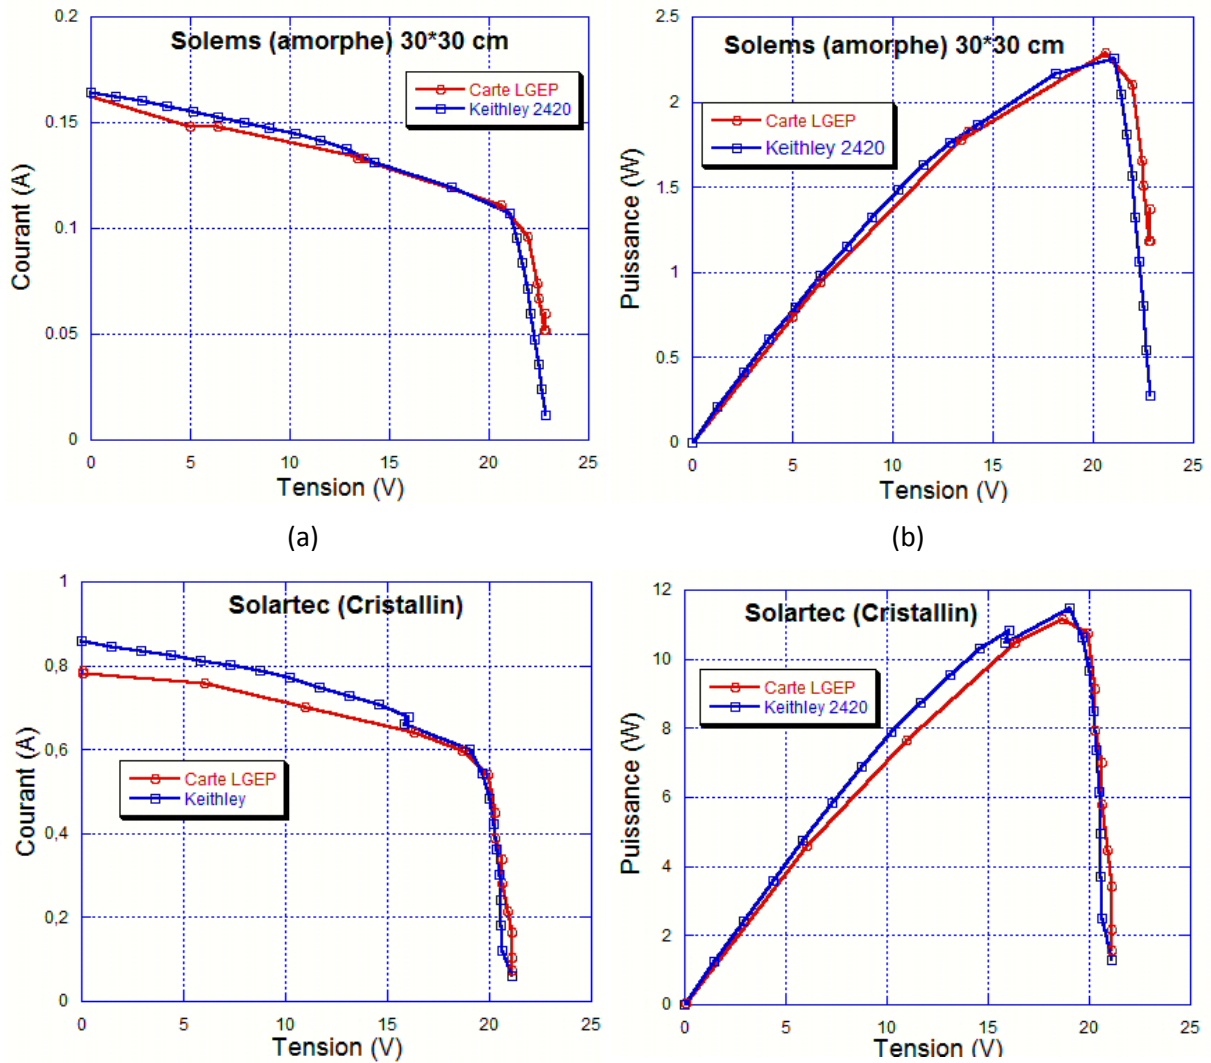 Solems (amorphe) 30*30 cm
Carte LGEP
Keithley 2420
Courant (A)
0.2
0.15
0.1
0.05
0
0 5 10 15 20 25
Tension (V)
(a)
Solems (amorphe) 30*30 cm
Carte LGEP
Keithley 2420
Puissance (W)
2.5
2
1.5
1
0.5
0
0 5 10 15 20 25
Tension (V)
(b)
Solartec (Cristallin)
Carte LGEP
Keithley
Courant (A)
1
0.8
0.6
0.4
0,2
0
0 5 10 15 20 25
Tension (V)
Solartec (Cristallin)
Carte LGEP
Keithley 2420
Puissance (W)
12
10
8
6
4
2
0
0 5 10 15 20 25
Tension (V)